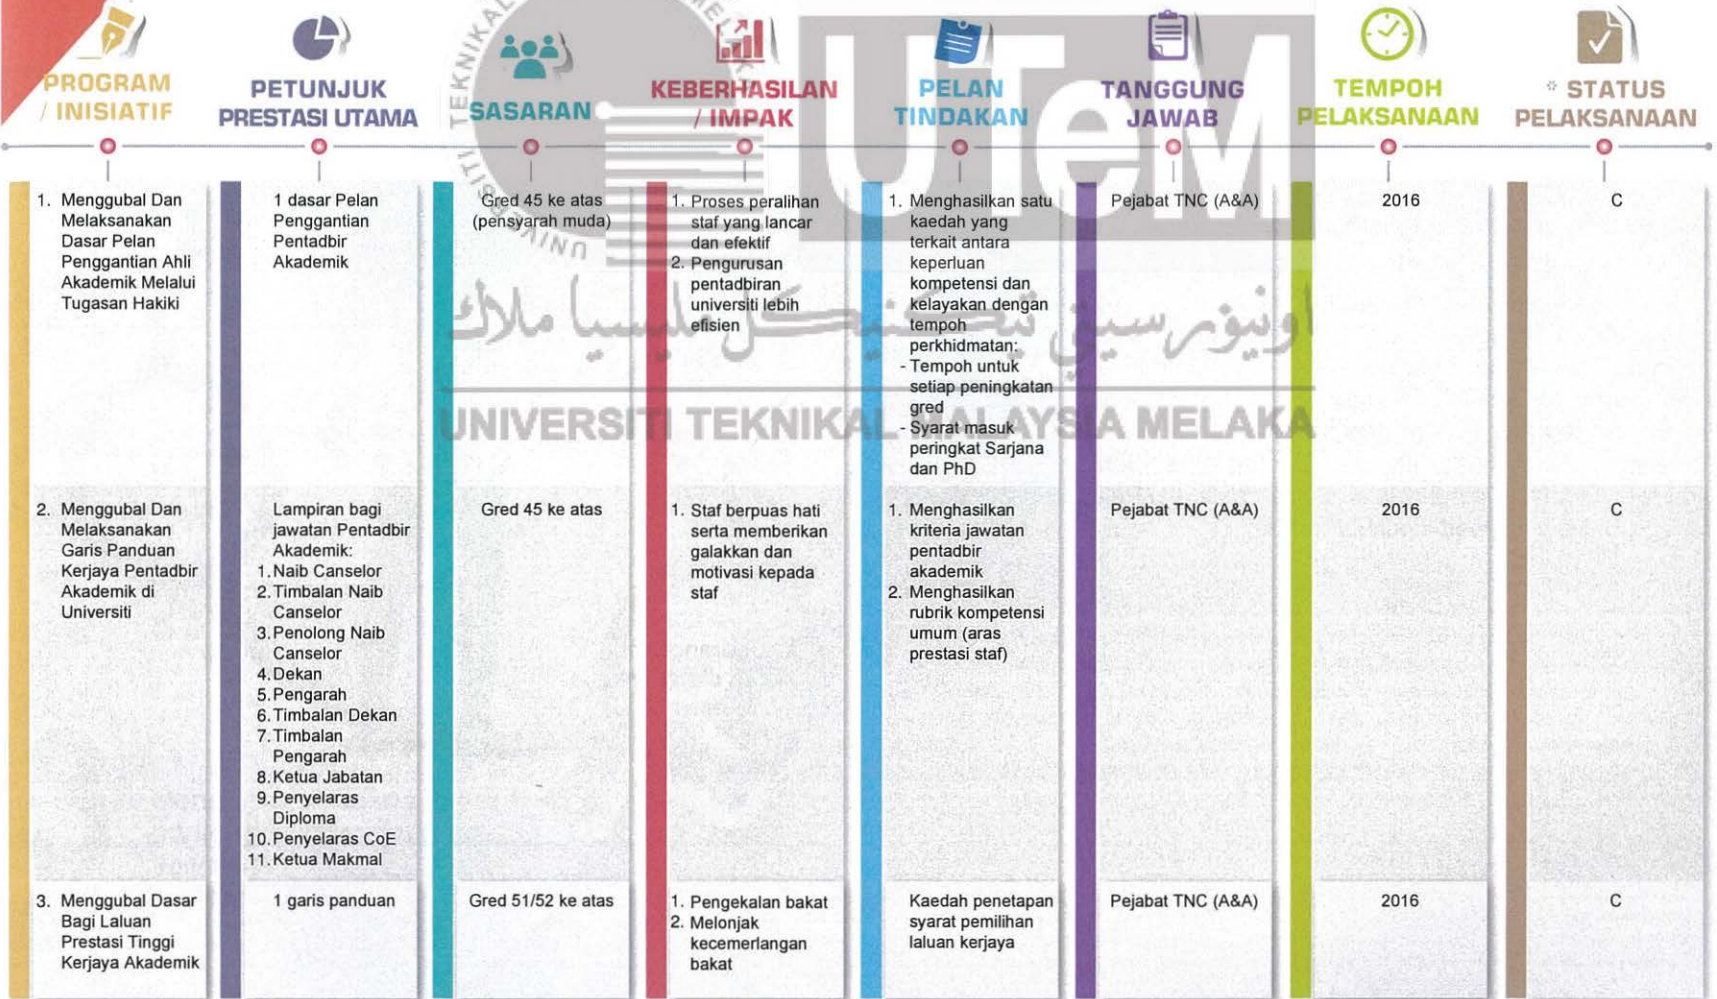 PROGRAM
/ INISIATIF
PETUNJUK
PRESTASI UTAMA
SASARAN
KEBERHASILAN
/ IMPAK
PELAN
TINDAKAN
TANGGUNG
JAWAB
TEMPOH
PELAKSANAAN
* STATUS
PELAKSANAAN
1. Menggubal Dan
Melaksanakan
Dasar Pelan
Penggantian Ahli
Akademik Melalui
Tugasan Hakiki
1 dasar Pelan
Penggantian
Pentadbir
Akademik
Gred 45 ke atas
(pensyarah muda)
1. Proses peralihan
staf yang lancar
dan efektif
2. Pengurusan
pentadbiran
universiti lebih
efisien
1. Menghasilkan satu
kaedah yang
terkait antara
keperluan
kompetensi dan
kelayakan dengan
tempoh
perkhidmatan:
- Tempoh untuk
setiap peningkatan
gred
- Syarat masuk
peringkat Sarjana
dan PhD
Pejabat TNC (A&A)
2016
C
2. Menggubal Dan
Melaksanakan
Garis Panduan
Kerjaya Pentadbir
Akademik di
Universiti
Lampiran bagi
jawatan Pentadbir
Akademik:
1. Naib Canselor
2. Timbalan Naib
Canselor
3. Penolong Naib
Canselor
4. Dekan
5. Pengarah
6. Timbalan Dekan
7. Timbalan
Pengarah
8. Ketua Jabatan
9. Penyelaras
Diploma
10. Penyelaras CoE
11. Ketua Makmal
Gred 45 ke atas
1. Staf berpuas hati
serta memberikan
galakkan dan
motivasi kepada
staf
1. Menghasilkan
kriteria jawatan
pentadbir
akademik
2. Menghasilkan
rubrik kompetensi
umum (aras
prestasi staf)
Pejabat TNC (A&A)
2016
C
3. Menggubal Dasar
Bagi Laluan
Prestasi Tinggi
Kerjaya Akademik
1 garis panduan
Gred 51/52 ke atas
1. Pengekalan bakat
2. Melonjak
kecemerlangan
bakat
Kaedah penetapan
syarat pemilihan
laluan kerjaya
Pejabat TNC (A&A)
2016
C
UTeM
اونيۏرسيتي تيكنيكل مليسيا ملاك
UNIVERSITI TEKNIKAL MALAYSIA MELAKA